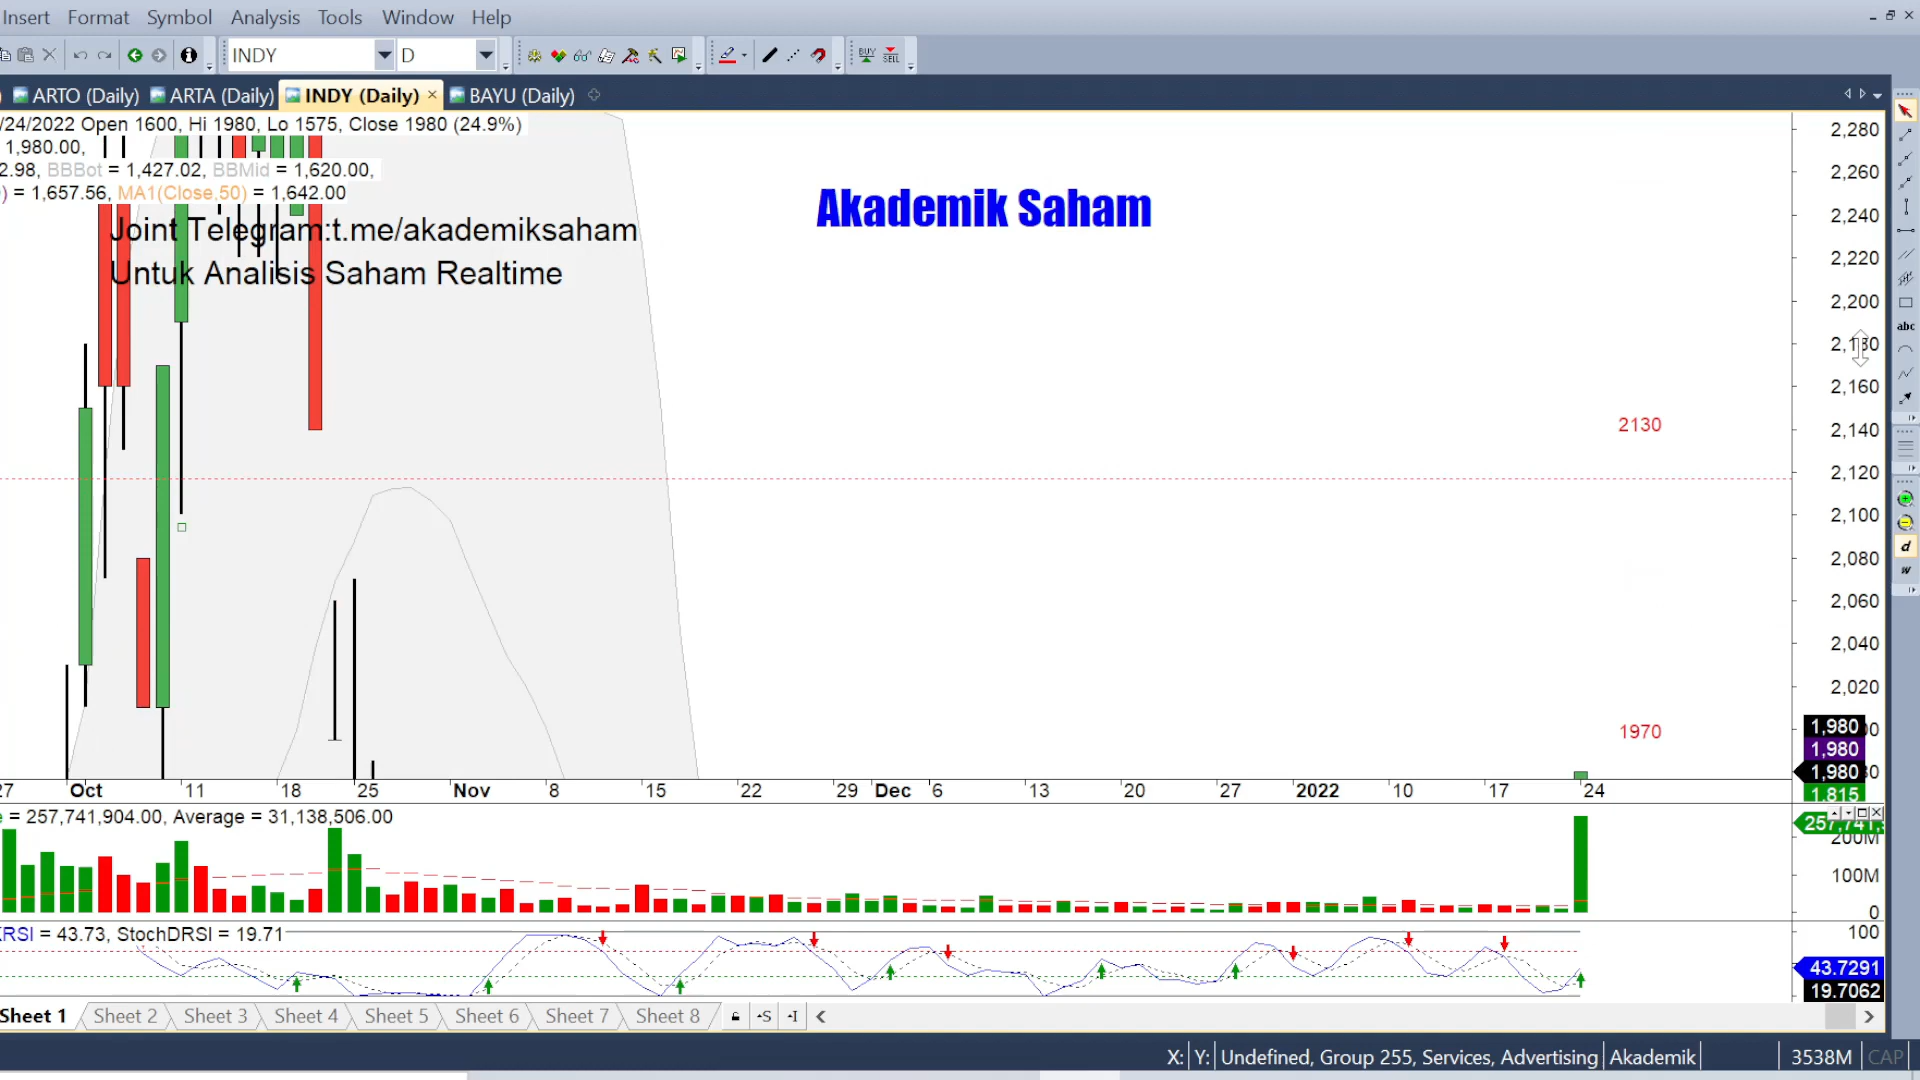 Insert Format Symbol Analysis Tools Window Help
INDY D BUY SELL
ARTO (Daily) ARTA (Daily) INDY (Daily) × BAYU (Daily)
/24/2022 Open 1600, Hi 1980, Lo 1575, Close 1980 (24.9%)
1,980.00,
2.98, BBBot = 1,427.02, BBMid = 1,620.00,
) = 1,657.56, MA1(Close,50) = 1,642.00
Joint Telegram:t.me/akademiksaham
Untuk Analisis Saham Realtime
Akademik Saham
2,280
2,260
2,240
2,220
2,200
abc
2,160
2130
2,140
2,120
2,100
d
2,080
w
2,060
2,040
2,020
1970
1,980
1,980
1,980
1,815
27 Oct 11 18 25 Nov 8 15 22 29 Dec 6 13 20 27 2022 10 17 24
e = 257,741,904.00, Average = 31,138,506.00
200M
100M
0
KRSI = 43.73, StochDRSI = 19.71
100
43.7291
19.7062
Sheet 1 Sheet 2 Sheet 3 Sheet 4 Sheet 5 Sheet 6 Sheet 7 Sheet 8
X: Y: Undefined, Group 255, Services, Advertising Akademik 3538M CAP